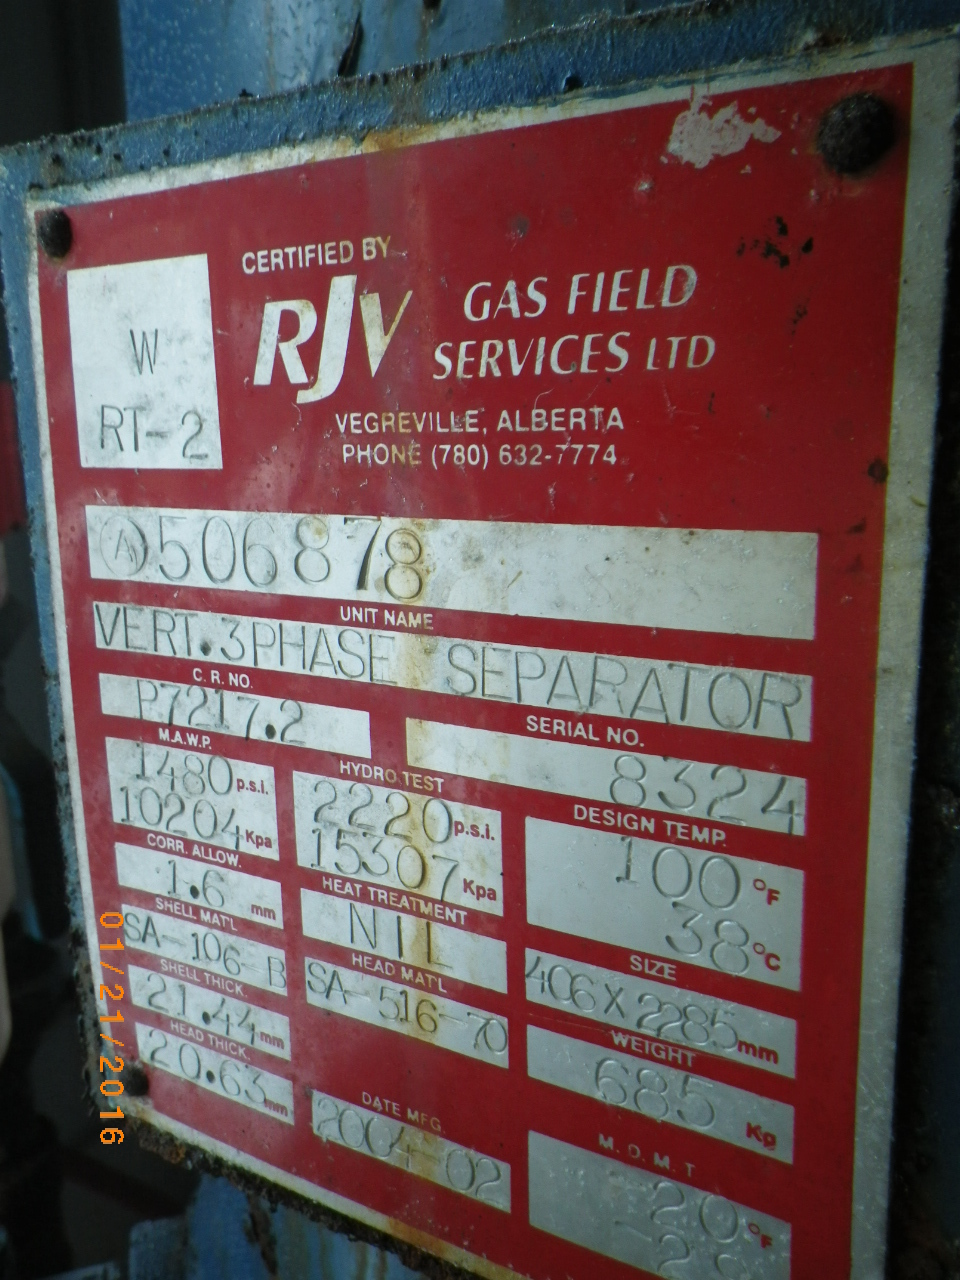 CERTIFIED BY
RJV GAS FIELD
SERVICES LTD
VEGREVILLE, ALBERTA
PHONE (780) 632-7774
W
RT-2
A 506878
UNIT NAME
VERT. 3 PHASE SEPARATOR
C. R. NO.
P7217.2
SERIAL NO.
8324
M.A.W.P.
1480 p.s.i.
10204 Kpa
HYDRO TEST
2220 p.s.i.
15307 Kpa
DESIGN TEMP.
100 °F
38 °C
CORR. ALLOW.
1.6 mm
HEAT TREATMENT
NIL
SHELL MAT'L
SA-106-B
HEAD MAT'L
SA-516-70
SIZE
406 X 2285 mm
SHELL THICK.
21.44 mm
WEIGHT
685 Kg
HEAD THICK.
20.63 mm
DATE MFG.
2004-02
M. D. M. T
-20 °F
01/21/2016